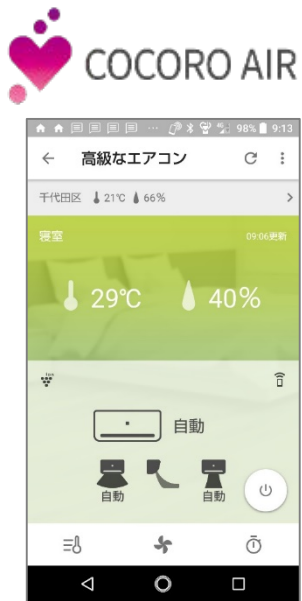 COCORO AIR
98% 9:13
高級なエアコン
千代田区 21℃ 66%
寝室 09:06更新
29℃ 40%
自動
自動 自動